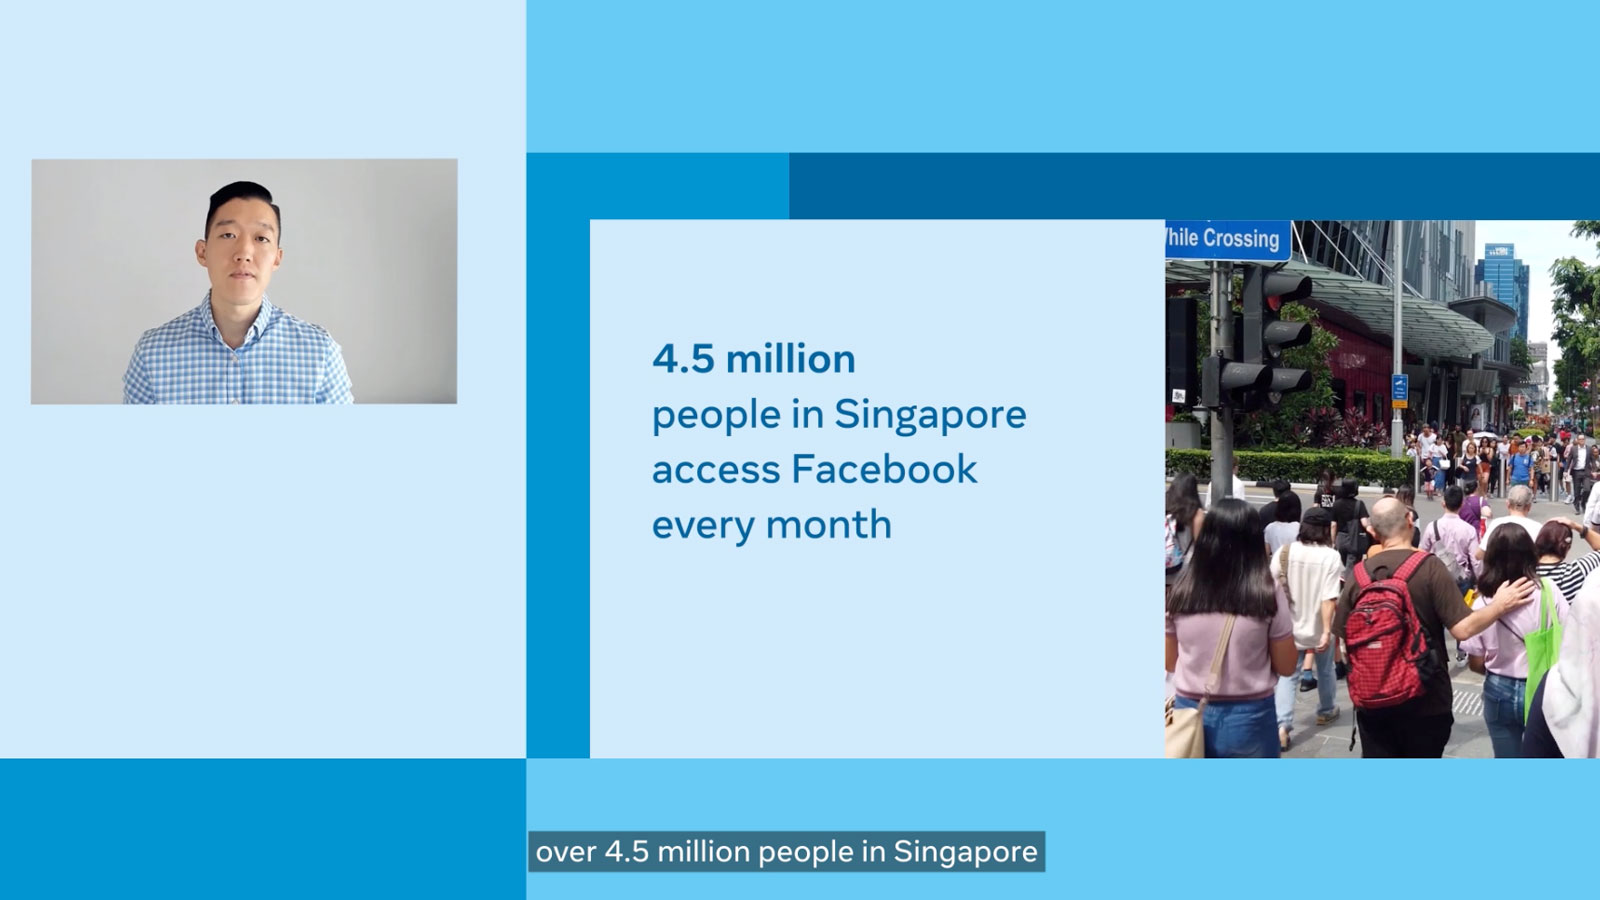 hile Crossing
4.5 million
people in Singapore
access Facebook
every month
over 4.5 million people in Singapore